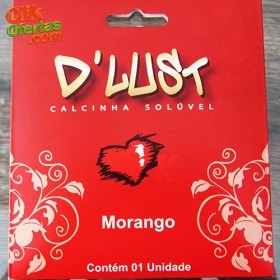 Clik
Ofertas
.com
D'LUST
CALCINHA SOLÚVEL
Morango
Contém 01 Unidade